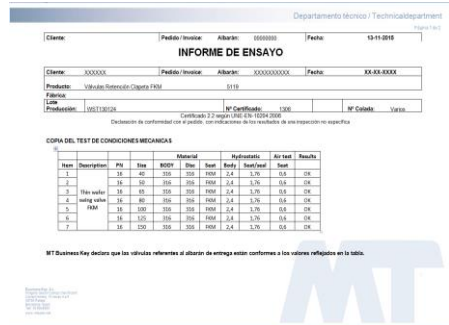 Departamento técnico / Technicaldepartment
Cliente: Pedido / Invoice: Albarán: 00000000 Fecha: 13-11-2015
INFORME DE ENSAYO
Cliente: XXXXXX Pedido / Invoice: Albarán: XXXXXXXXXX Fecha: XX-XX-XXXX
Producto: Válvulas Retención Clapeta FKM 5119
Fábrica:
Lote
Producción: WST130124 Nº Certificado: 1306 Nº Colada: Varias
Certificado 2.2 según UNE-EN-10204:2006
Declaración de conformidad con el pedido, con indicaciones de los resultados de una inspección no específica
COPIA DEL TEST DE CONDICIONES MECANICAS
Material Hydrostatic Air test Results
Item Description PN Size BODY Disc Seat Body Seat/seal Seat
1 16 40 316 316 FKM 2,4 1,76 0,6 OK
2 16 50 316 316 FKM 2,4 1,76 0,6 OK
3 Thin wafer 16 65 316 316 FKM 2,4 1,76 0,6 OK
4 swing valve 16 80 316 316 FKM 2,4 1,76 0,6 OK
5 FKM 16 100 316 316 FKM 2,4 1,76 0,6 OK
6 16 125 316 316 FKM 2,4 1,76 0,6 OK
7 16 150 316 316 FKM 2,4 1,76 0,6 OK
MT Business Key declara que las válvulas referentes al albarán de entrega están conformes a los valores reflejados en la tabla.
MT